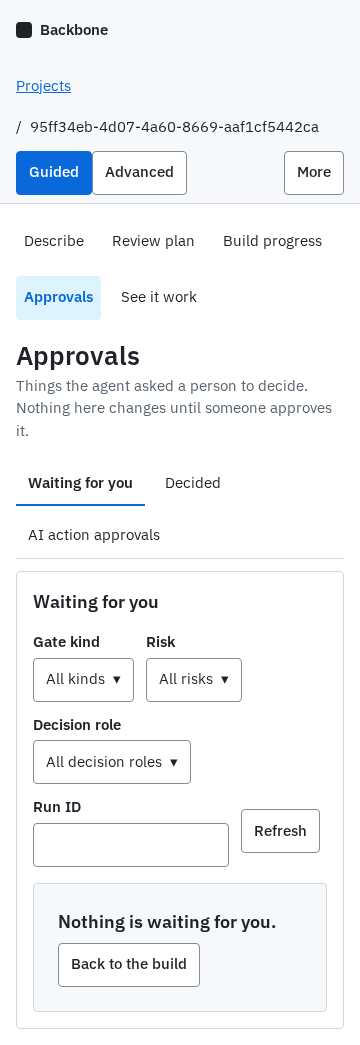 Backbone
Projects
/ 95ff34eb-4d07-4a60-8669-aaf1cf5442ca
Guided Advanced More
Describe Review plan Build progress
Approvals See it work
Approvals
Things the agent asked a person to decide.
Nothing here changes until someone approves
it.
Waiting for you Decided
AI action approvals
Waiting for you
Gate kind Risk
All kinds ▾ All risks ▾
Decision role
All decision roles ▾
Run ID
Refresh
Nothing is waiting for you.
Back to the build